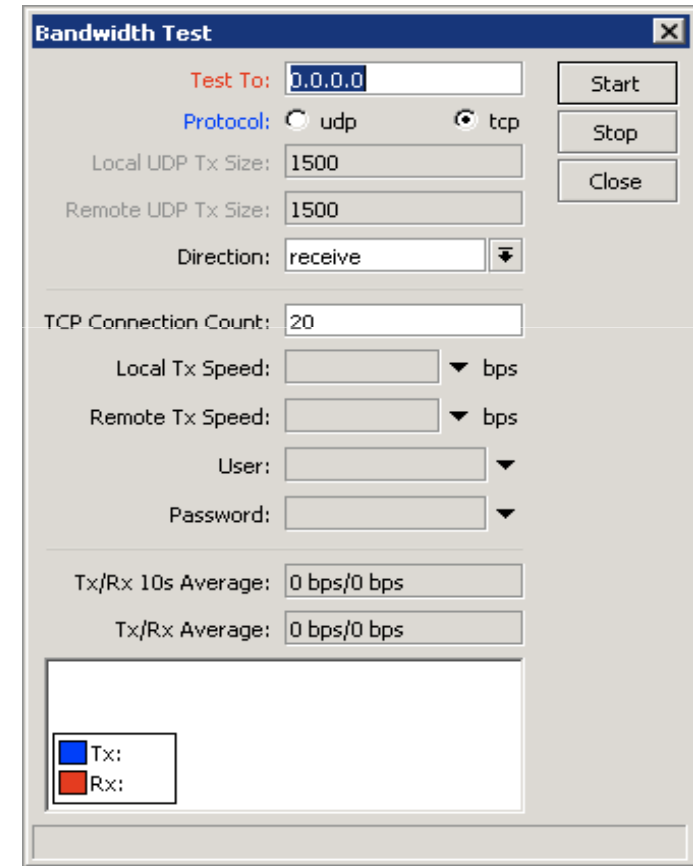 Bandwidth Test
Test To: 0.0.0.0
Start
Protocol: udp tcp
Stop
Local UDP Tx Size: 1500
Close
Remote UDP Tx Size: 1500
Direction: receive
TCP Connection Count: 20
Local Tx Speed: bps
Remote Tx Speed: bps
User:
Password:
Tx/Rx 10s Average: 0 bps/0 bps
Tx/Rx Average: 0 bps/0 bps
Tx:
Rx: